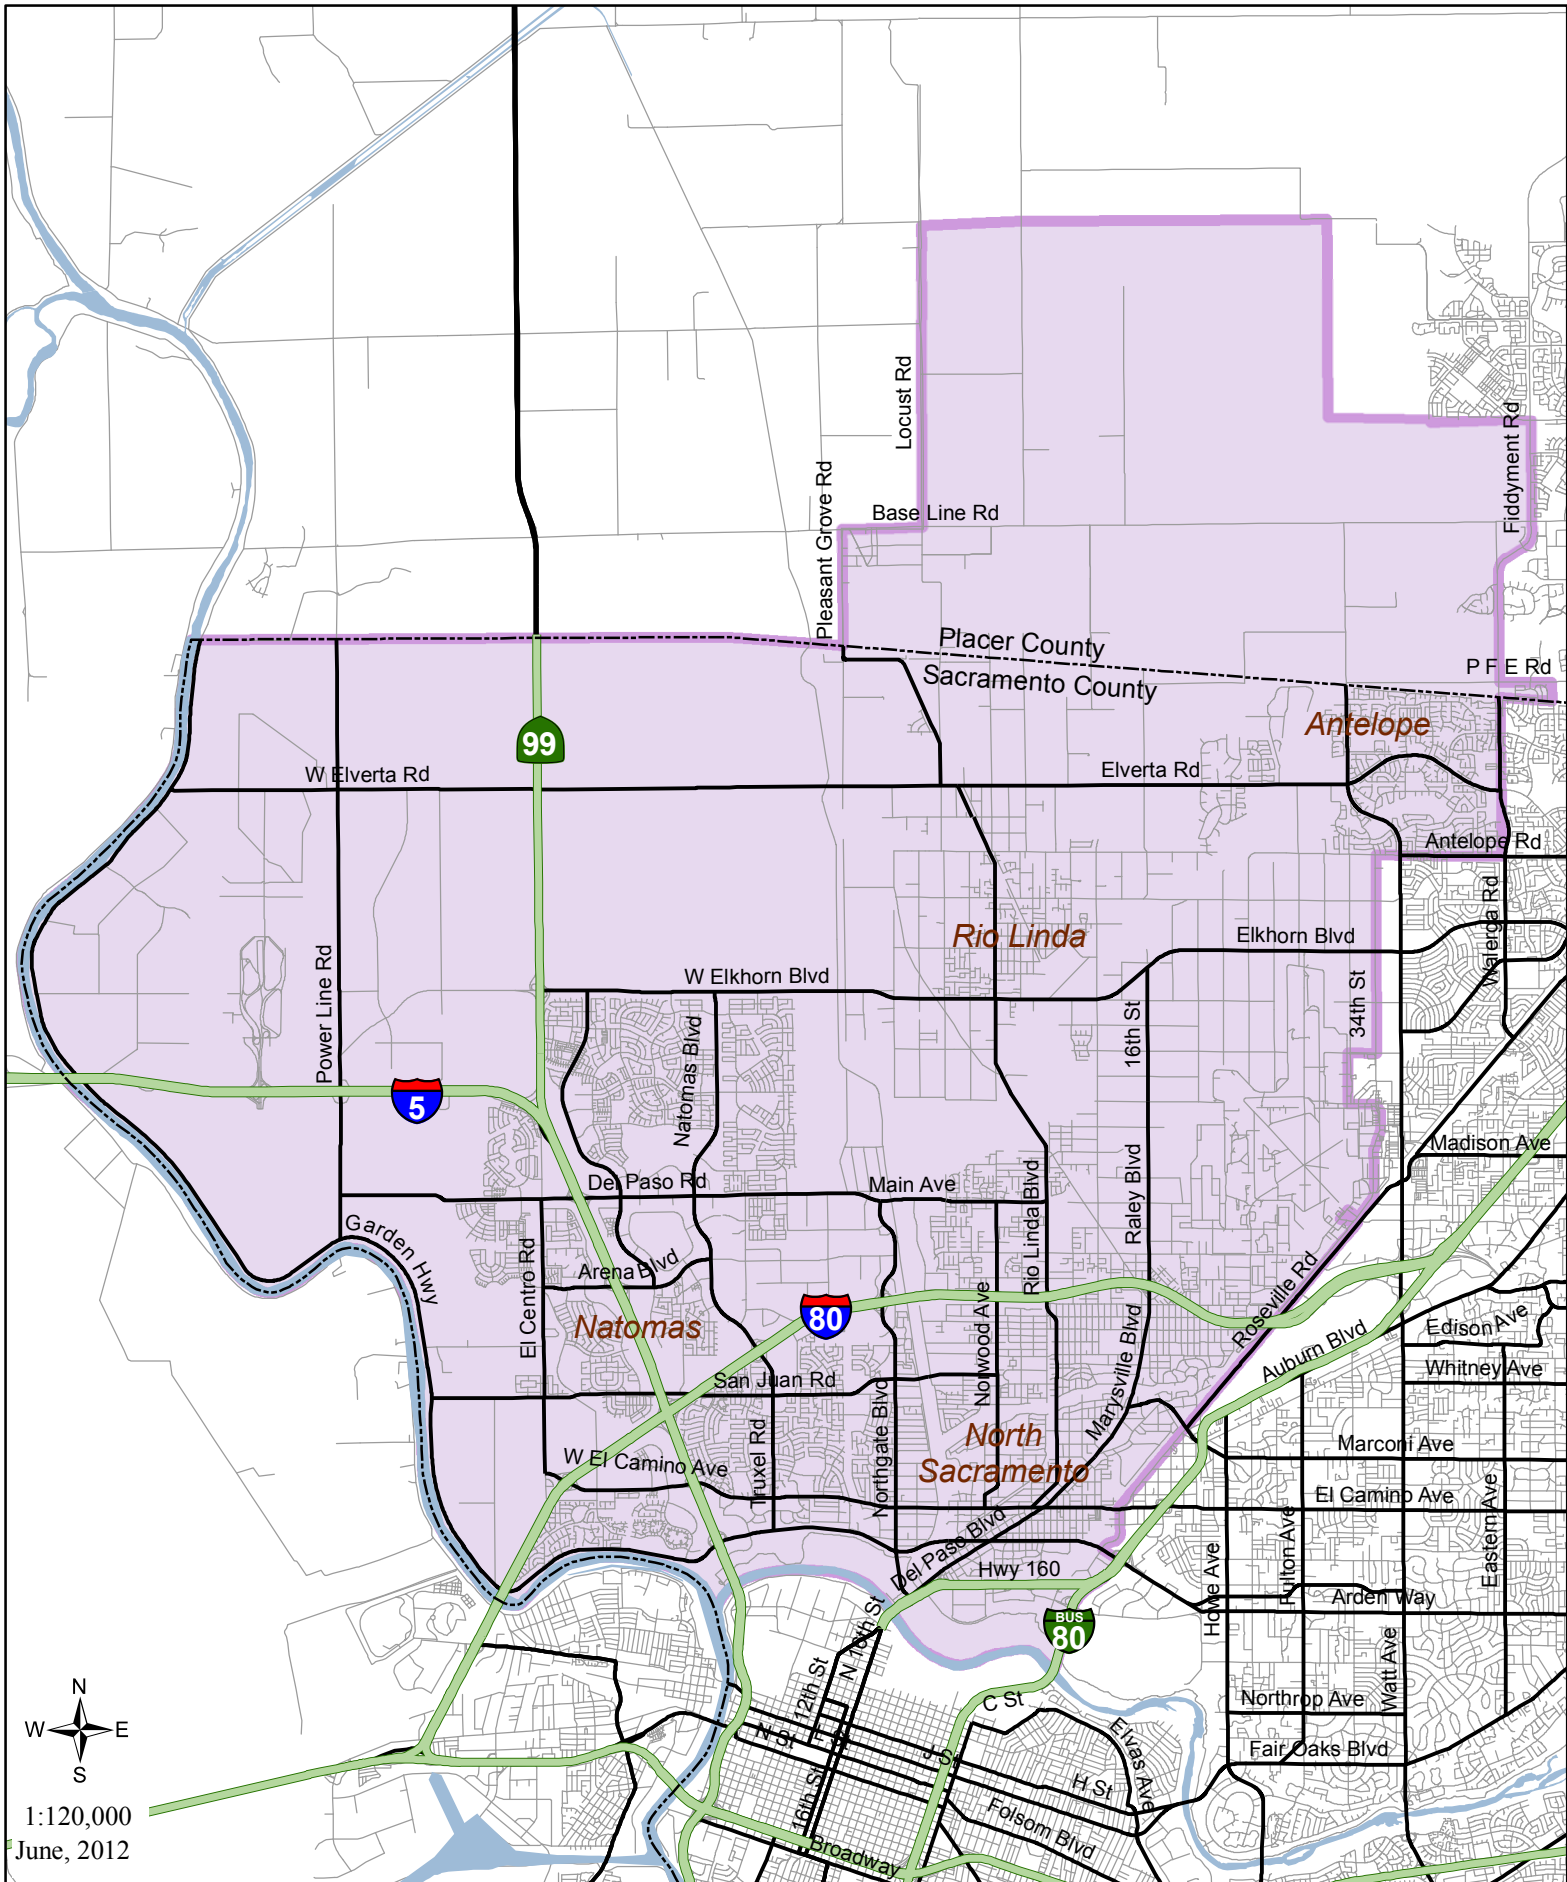 Locust Rd
Fiddyment Rd
Pleasant Grove Rd
Base Line Rd
Placer County
Sacramento County
P F E Rd
Antelope
99
W Elverta Rd
Elverta Rd
Antelope Rd
Walerga Rd
Rio Linda
Elkhorn Blvd
W Elkhorn Blvd
Power Line Rd
34th St
16th St
Natomas Blvd
5
Madison Ave
Del Paso Rd
Main Ave
Rio Linda Blvd
Raley Blvd
Garden Hwy
El Centro Rd
Arena Blvd
80
Natomas
Norwood Ave
Roseville Rd
Marysville Blvd
Auburn Blvd
Edison Ave
Whitney Ave
San Juan Rd
Northgate Blvd
Truxel Rd
North
Sacramento
Marconi Ave
W El Camino Ave
El Camino Ave
Eastern Ave
Fulton Ave
Howe Ave
Del Paso Blvd
Hwy 160
Arden Way
BUS
80
N 16th St
12th St
Watt Ave
N
W E
S
C St
Northrop Ave
N St
F St
J St
Elvas Ave
Fair Oaks Blvd
H St
16th St
Folsom Blvd
Broadway
1:120,000
June, 2012